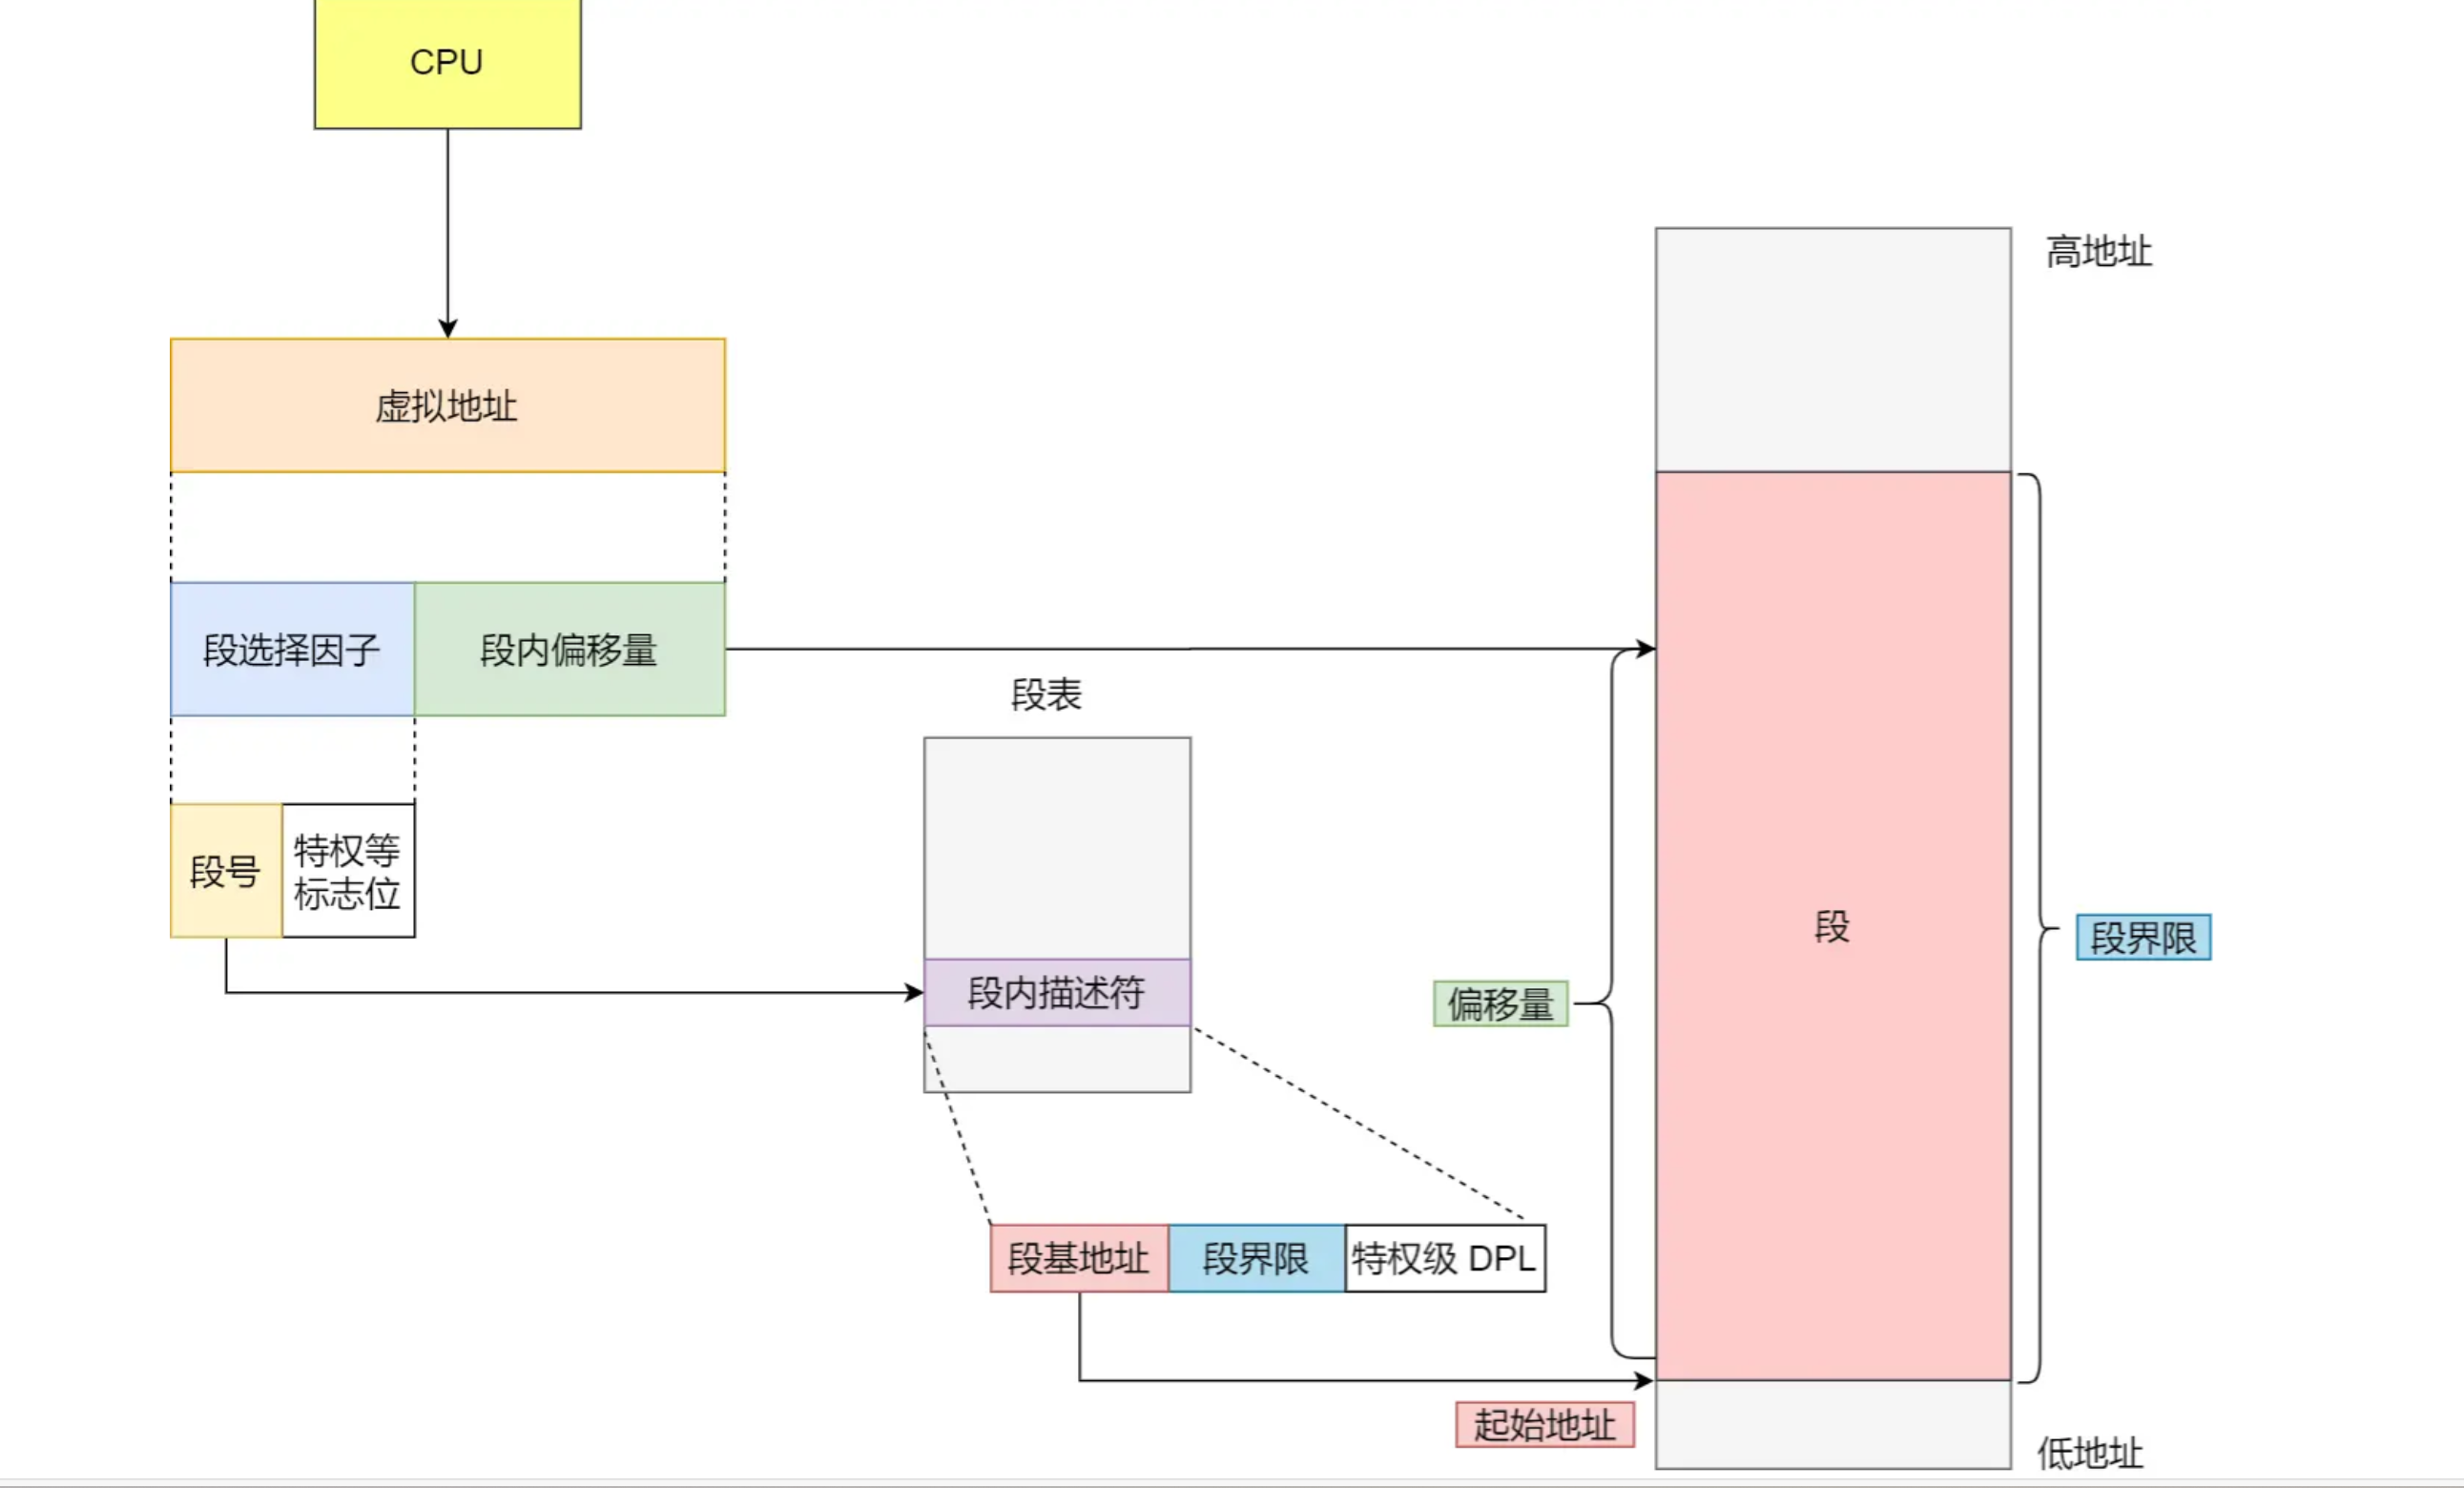 CPU
高地址
虚拟地址
段选择因子
段内偏移量
段表
段号
特权等
标志位
段内描述符
段
段界限
偏移量
段基地址
段界限
特权级 DPL
起始地址
低地址